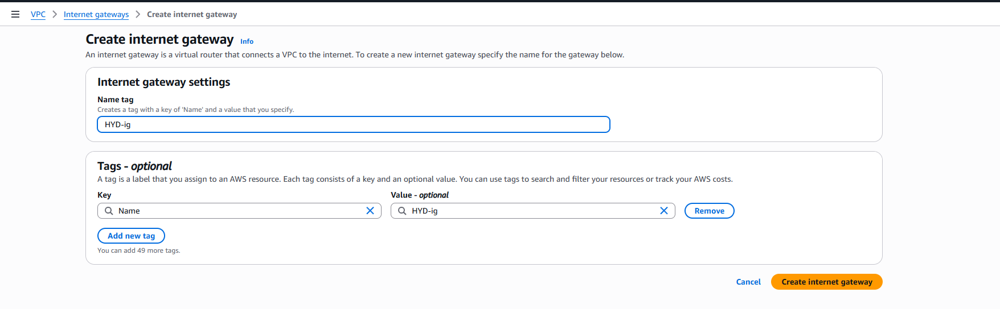 VPC > Internet gateways > Create internet gateway
Create internet gateway Info
An internet gateway is a virtual router that connects a VPC to the internet. To create a new internet gateway specify the name for the gateway below.
Internet gateway settings
Name tag
Creates a tag with a key of 'Name' and a value that you specify.
HYD-ig
Tags - optional
A tag is a label that you assign to an AWS resource. Each tag consists of a key and an optional value. You can use tags to search and filter your resources or track your AWS costs.
Key Value - optional
Name HYD-ig Remove
Add new tag
You can add 49 more tags.
Cancel Create internet gateway